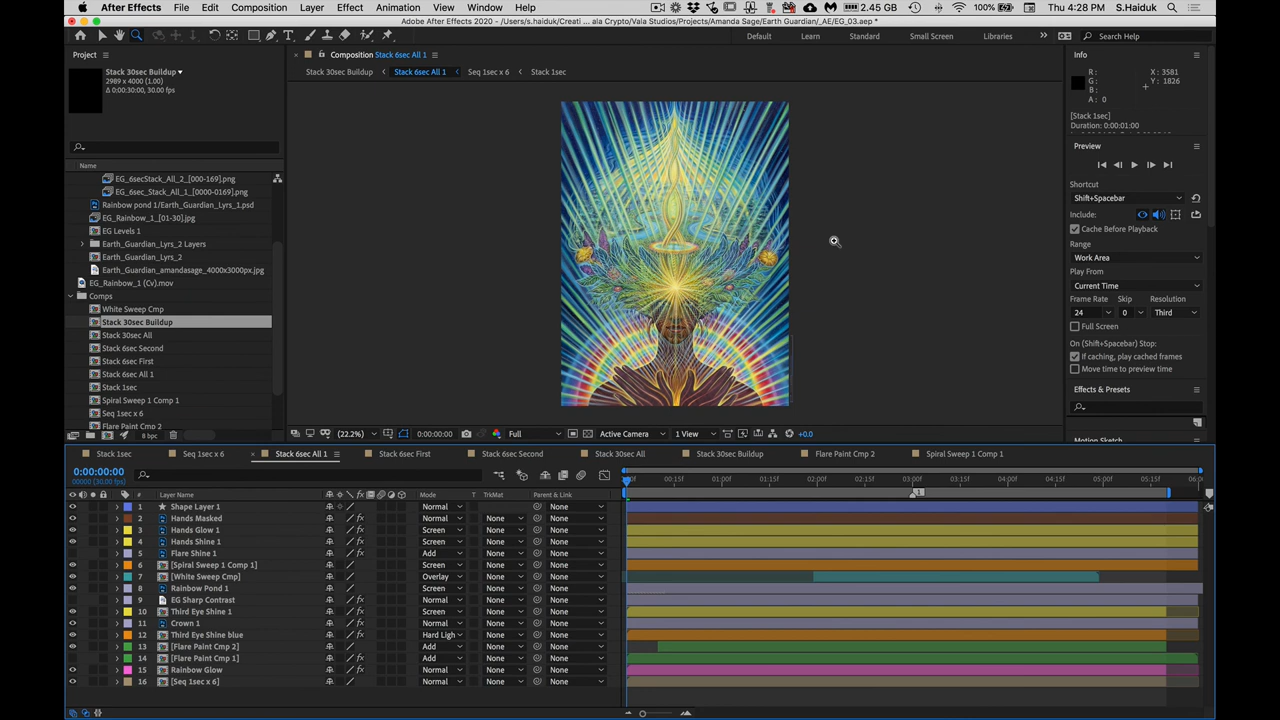 After Effects File Edit Composition Layer Effect Animation View Window Help 2.45 GB 100% Thu 4:28 PM S.Haiduk
Adobe After Effects 2020 - /Users/s.haiduk/Creati ... ala Crypto/Vala Studios/Projects/Amanda Sage/Earth Guardian/_AE/EG_03.aep *
Default Learn Standard Small Screen Libraries Search Help
Project
Composition Stack 6sec All 1
Info
Stack 30sec Buildup
2989 x 4000 (1.00)
Δ 0:00:30:00, 30.00 fps
Stack 30sec Buildup Stack 6sec All 1 Seq 1sec x 6 Stack 1sec
R:
G:
B:
A: 0
X: 3581
Y: 1826
[Stack 1sec]
Duration: 0:00:01:00
Preview
Shortcut
Shift+Spacebar
Include:
Cache Before Playback
Range
Work Area
Play From
Current Time
Frame Rate Skip Resolution
24 0 Third
Full Screen
On (Shift+Spacebar) Stop:
If caching, play cached frames
Move time to preview time
Effects & Presets
Name
EG_6secStack_All_2_[000-169].png
EG_6sec_Stack_All_1_[0000-0169].png
Rainbow pond 1/Earth_Guardian_Lyrs_1.psd
EG_Rainbow_1_[01-30].jpg
EG Levels 1
Earth_Guardian_Lyrs_2 Layers
Earth_Guardian_Lyrs_2
Earth_Guardian_amandasage_4000x3000px.jpg
EG_Rainbow_1 (Cv).mov
Comps
White Sweep Cmp
Stack 30sec Buildup
Stack 30sec All
Stack 6sec Second
Stack 6sec First
Stack 6sec All 1
Stack 1sec
Spiral Sweep 1 Comp 1
Seq 1sec x 6
Flare Paint Cmp 2
8 bpc
(22.2%) 0:00:00:00 Full Active Camera 1 View +0.0
Stack 1sec Seq 1sec x 6 Stack 6sec All 1 Stack 6sec First Stack 6sec Second Stack 30sec All Stack 30sec Buildup Flare Paint Cmp 2 Spiral Sweep 1 Comp 1
0:00:00:00
00:15f 01:00f 01:15f 02:00f 02:15f 03:00f 03:15f 04:00f 04:15f 05:00f 05:15f 06:0
# Layer Name Mode T TrkMat Parent & Link
1 Shape Layer 1 Normal None
2 Hands Masked Normal None None
3 Hands Glow 1 Screen None None
4 Hands Shine 1 Screen None None
5 Flare Shine 1 Add None None
6 [Spiral Sweep 1 Comp 1] Screen None None
7 [White Sweep Cmp] Overlay None None
8 Rainbow Pond 1 Screen None None
9 EG Sharp Contrast Normal None None
10 Third Eye Shine 1 Screen None None
11 Crown 1 Normal None None
12 Third Eye Shine blue Hard Ligh None None
13 [Flare Paint Cmp 2] Add None None
14 [Flare Paint Cmp 1] Add None None
15 Rainbow Glow Normal None None
16 [Seq 1sec x 6] Normal None None